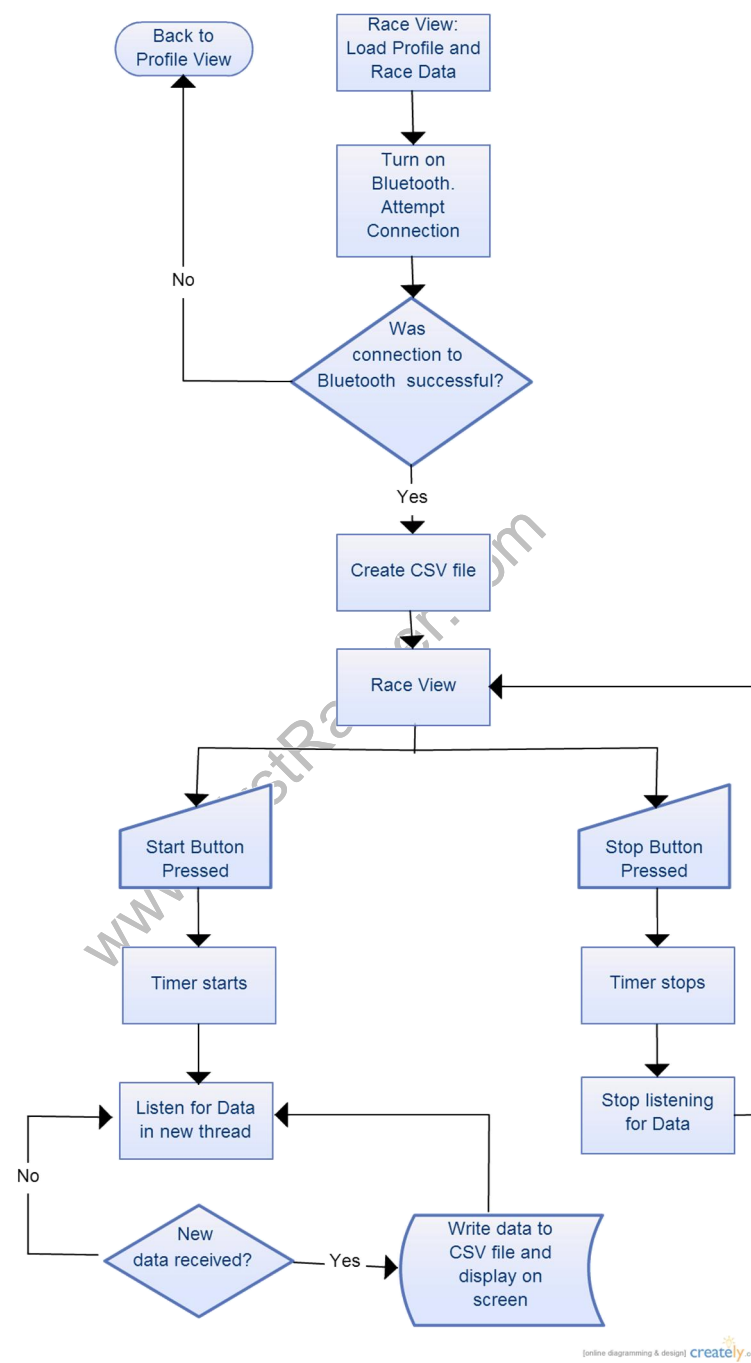 Back to
Profile View
Race View:
Load Profile and
Race Data
Turn on
Bluetooth.
Attempt
Connection
No
Was
connection to
Bluetooth successful?
Yes
Create CSV file
Race View
Start Button
Pressed
Stop Button
Pressed
Timer starts
Timer stops
Listen for Data
in new thread
Stop listening
for Data
No
New
data received?
Yes
Write data to
CSV file and
display on
screen
[online diagramming & design] creately